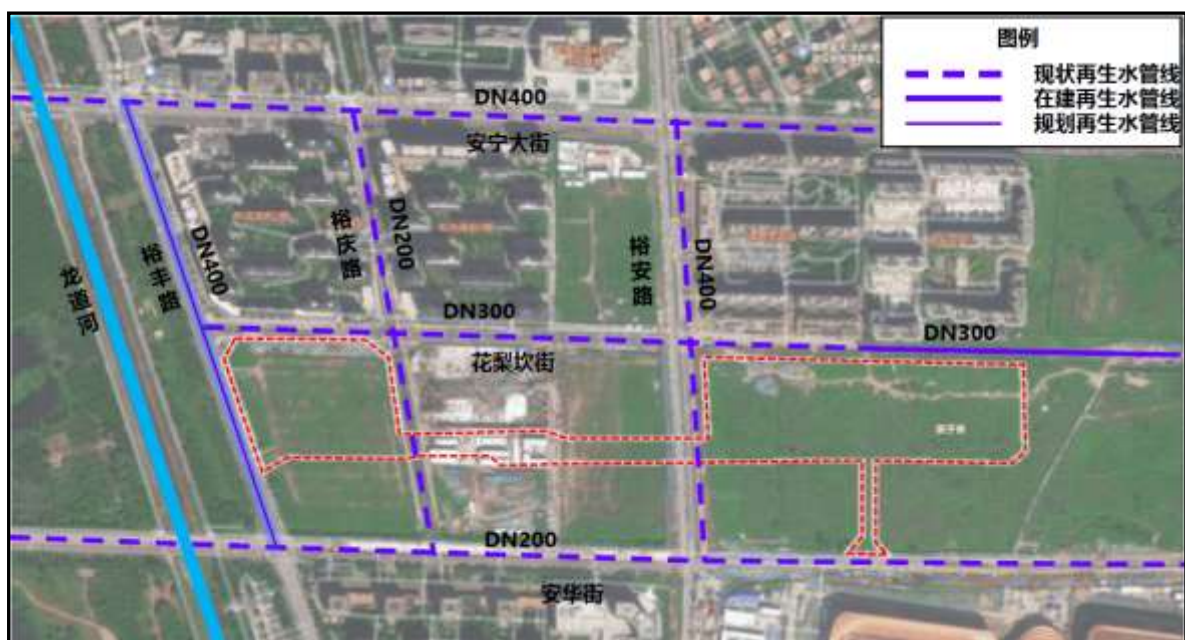 图例
现状再生水管线
在建再生水管线
规划再生水管线
DN400
安宁大街
裕庆路
DN200
裕安路
DN400
龙道河
裕丰路
DN400
DN300
DN300
花梨坎街
DN200
安华街